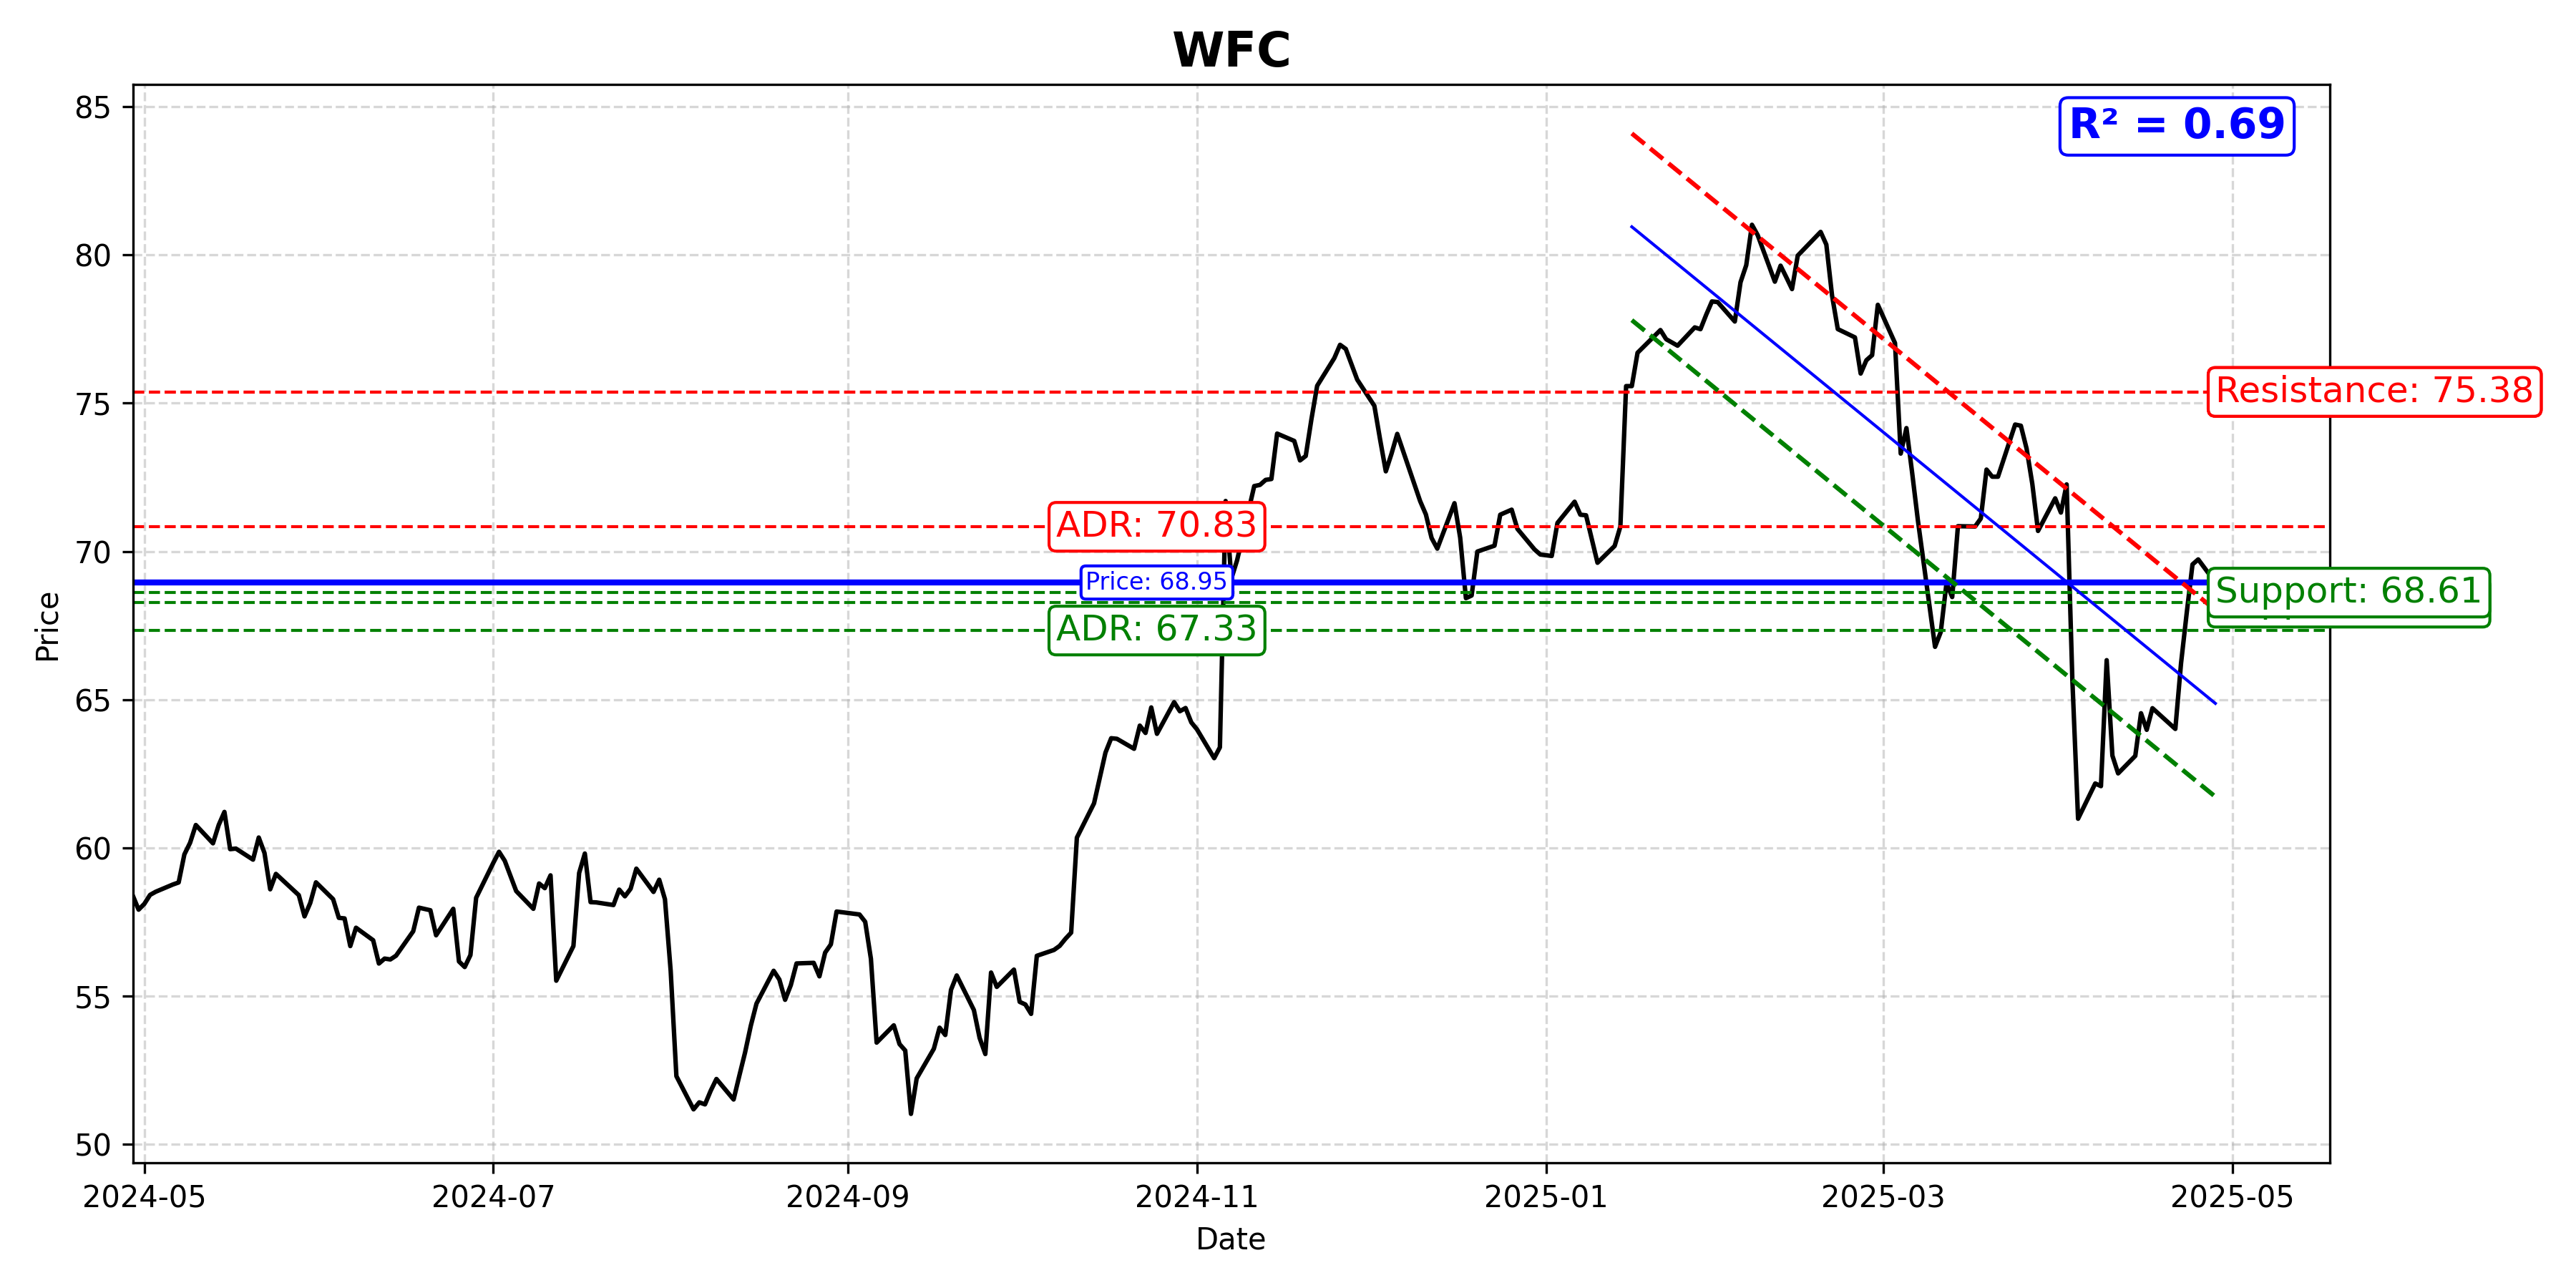 WFC
R² = 0.69
85
80
75
70
65
60
55
50
Price
Resistance: 75.38
ADR: 70.83
Price: 68.95
Support: 68.61
ADR: 67.33
2024-05
2024-07
2024-09
2024-11
2025-01
2025-03
2025-05
Date